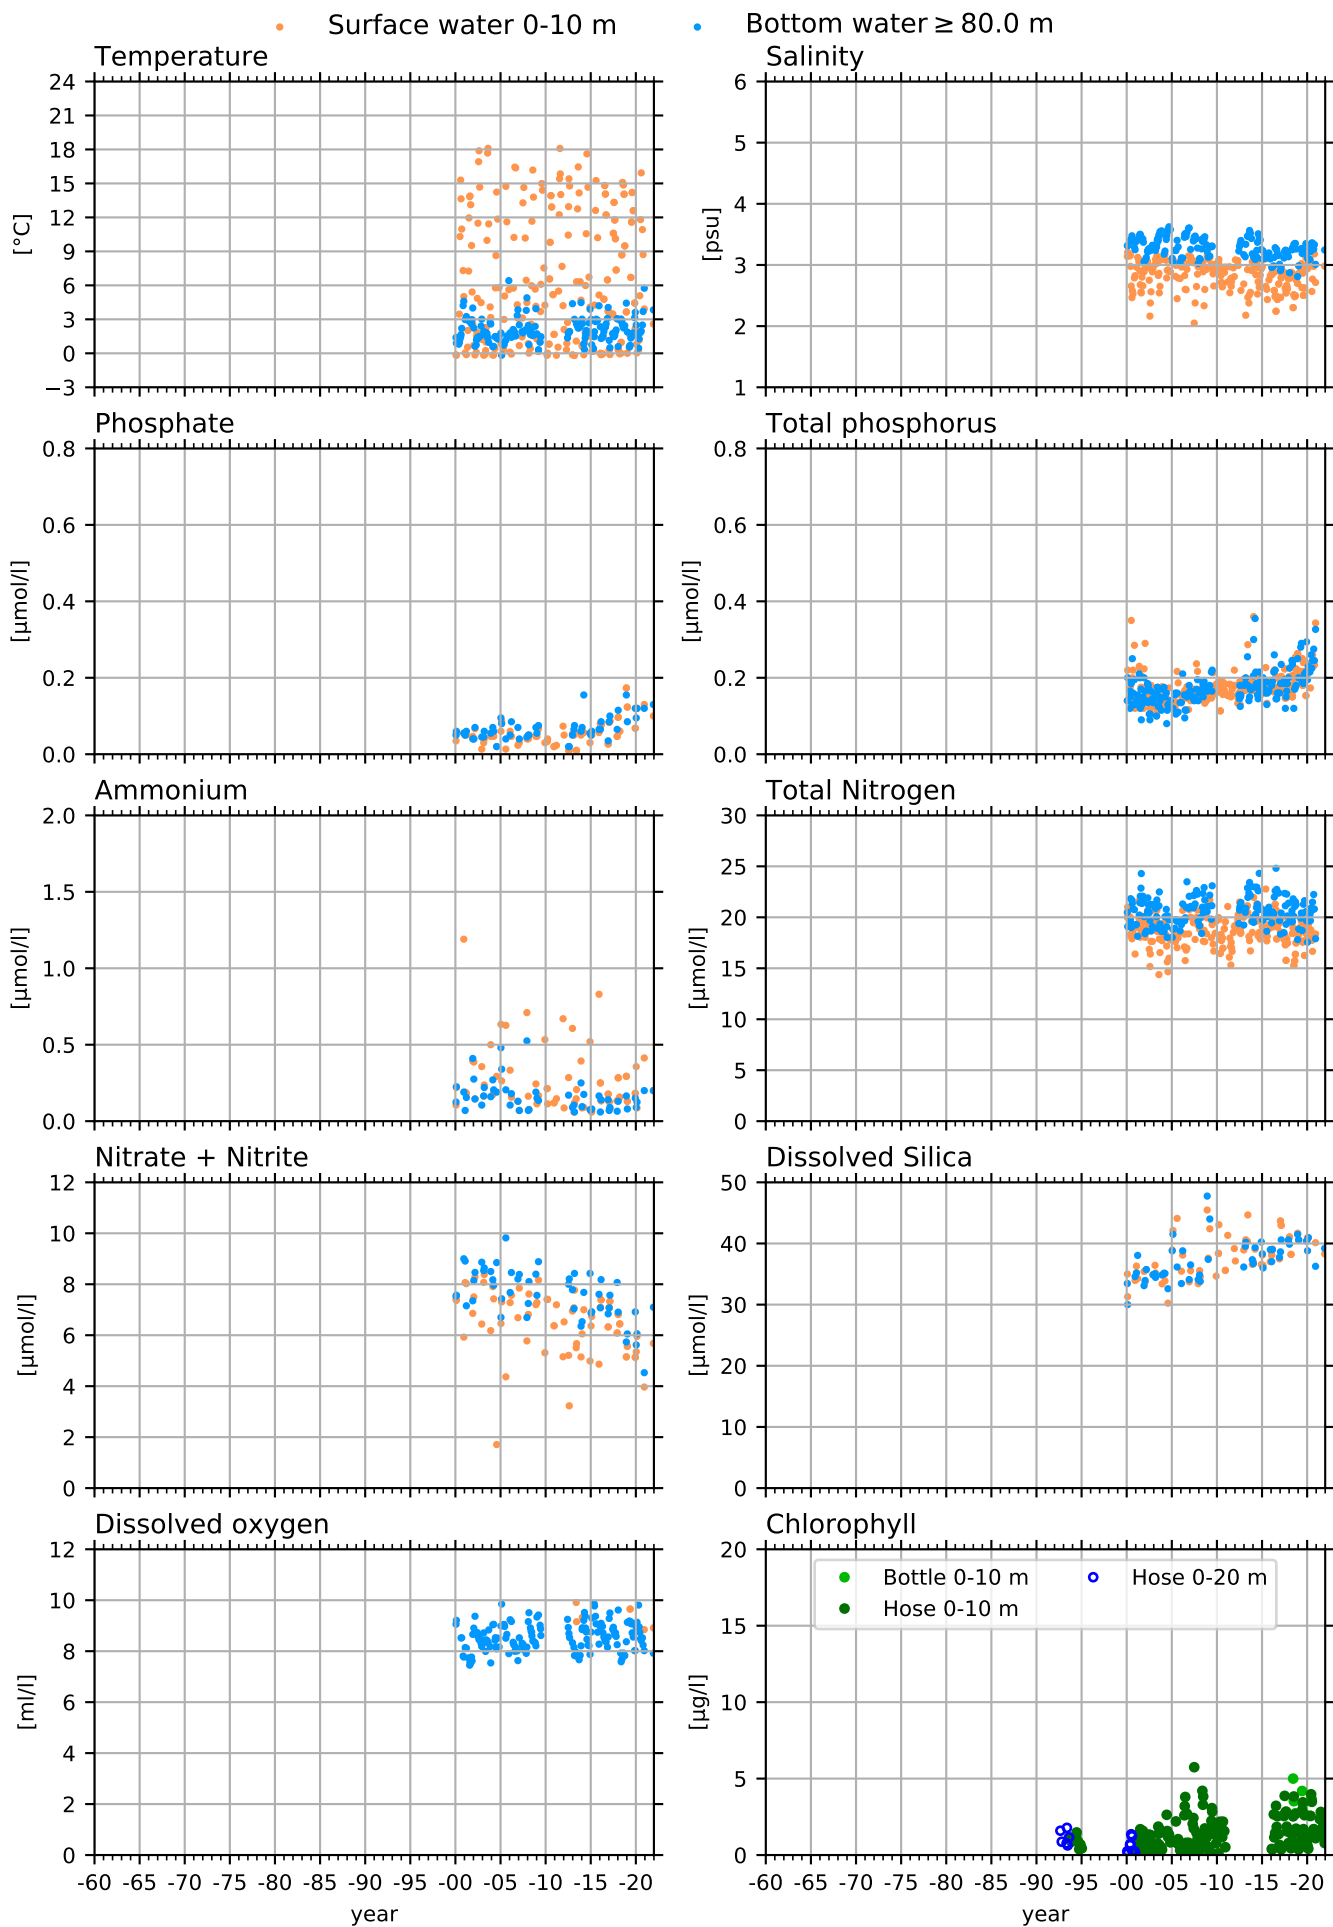 Surface water 0-10 m Bottom water ≥ 80.0 m
Temperature Salinity
24
21
18
15
12
9
6
3
0
−3
[°C]
6
5
4
3
2
1
[psu]
Phosphate Total phosphorus
0.8
0.6
0.4
0.2
0.0
[µmol/l]
0.8
0.6
0.4
0.2
0.0
[µmol/l]
Ammonium Total Nitrogen
2.0
1.5
1.0
0.5
0.0
[µmol/l]
30
25
20
15
10
5
0
[µmol/l]
Nitrate + Nitrite Dissolved Silica
12
10
8
6
4
2
0
[µmol/l]
50
40
30
20
10
0
[µmol/l]
Dissolved oxygen Chlorophyll
12
10
8
6
4
2
0
[ml/l]
20
15
10
5
0
[µg/l]
Bottle 0-10 m Hose 0-20 m
Hose 0-10 m
-60 -65 -70 -75 -80 -85 -90 -95 -00 -05 -10 -15 -20
year
-60 -65 -70 -75 -80 -85 -90 -95 -00 -05 -10 -15 -20
year